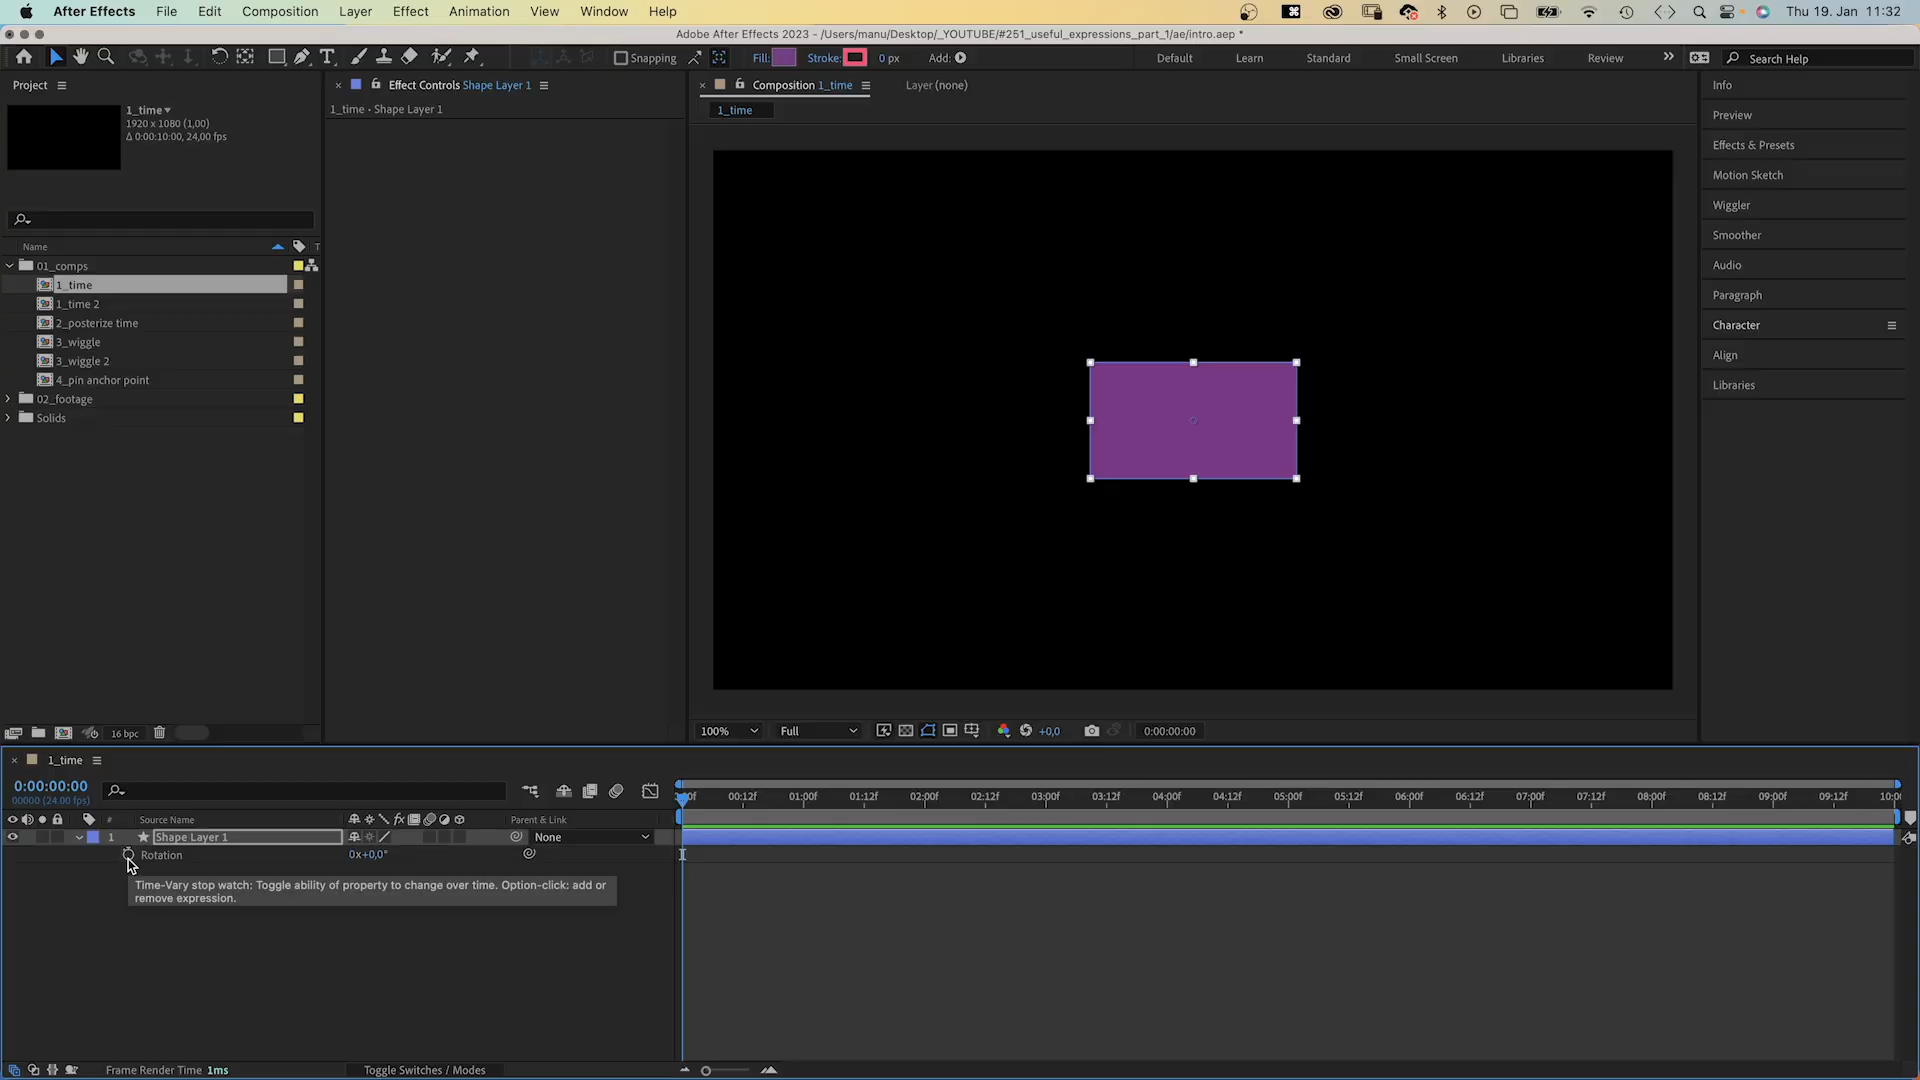 After Effects File Edit Composition Layer Effect Animation View Window Help
Thu 19. Jan 11:32
Adobe After Effects 2023 - /Users/manu/Desktop/_YOUTUBE/#251_useful_expressions_part_1/ae/intro.aep *
Snapping
Fill: Stroke: 0 px Add:
Default Learn Standard Small Screen Libraries Review
Search Help
Project
Effect Controls Shape Layer 1
Composition 1_time
Layer (none)
Info
1_time
1920 x 1080 (1,00)
Δ 0:00:10:00, 24,00 fps
1_time • Shape Layer 1
1_time
Preview
Effects & Presets
Motion Sketch
Wiggler
Smoother
Audio
Paragraph
Character
Align
Libraries
Name T
01_comps
1_time
1_time 2
2_posterize time
3_wiggle
3_wiggle 2
4_pin anchor point
02_footage
Solids
16 bpc
100% Full +0,0 0:00:00:00
1_time
0:00:00:00
00000 (24.00 fps)
00:12f 01:00f 01:12f 02:00f 02:12f 03:00f 03:12f 04:00f 04:12f 05:00f 05:12f 06:00f 06:12f 07:00f 07:12f 08:00f 08:12f 09:00f 09:12f 10:0
# Source Name fx Parent & Link
1 Shape Layer 1 None
Rotation 0x+0,0°
Time-Vary stop watch: Toggle ability of property to change over time. Option-click: add or
remove expression.
Frame Render Time 1ms
Toggle Switches / Modes